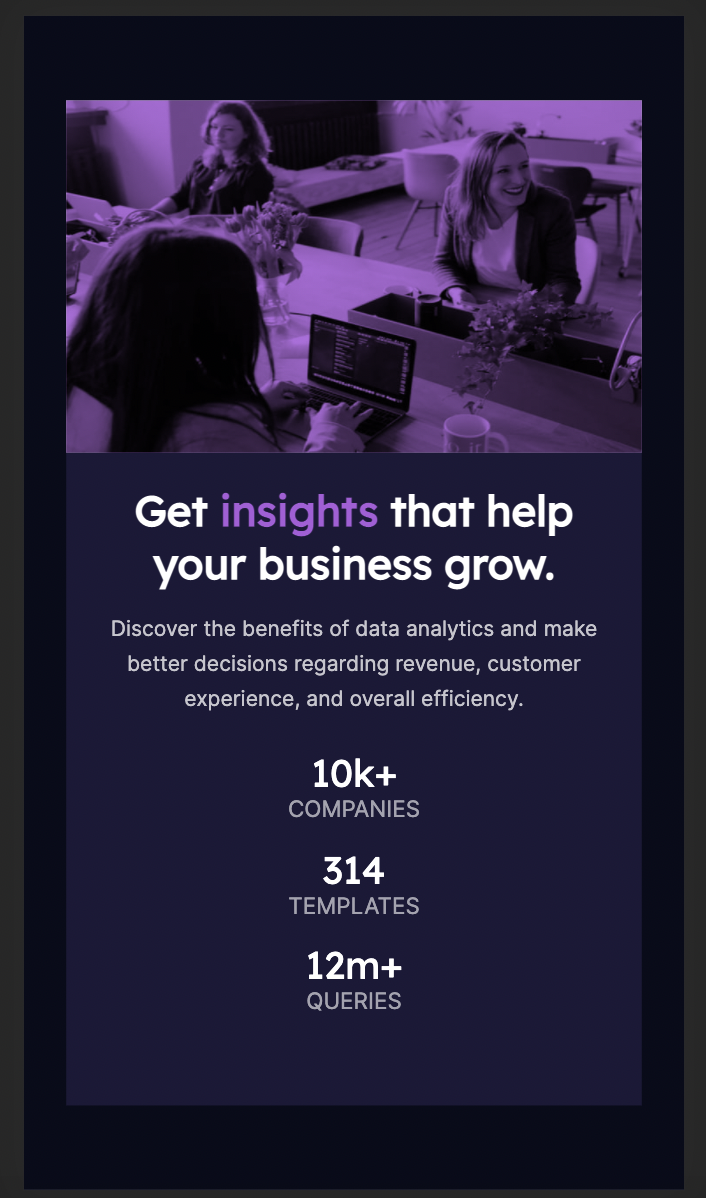 Get insights that help
your business grow.
Discover the benefits of data analytics and make
better decisions regarding revenue, customer
experience, and overall efficiency.
10k+
COMPANIES
314
TEMPLATES
12m+
QUERIES